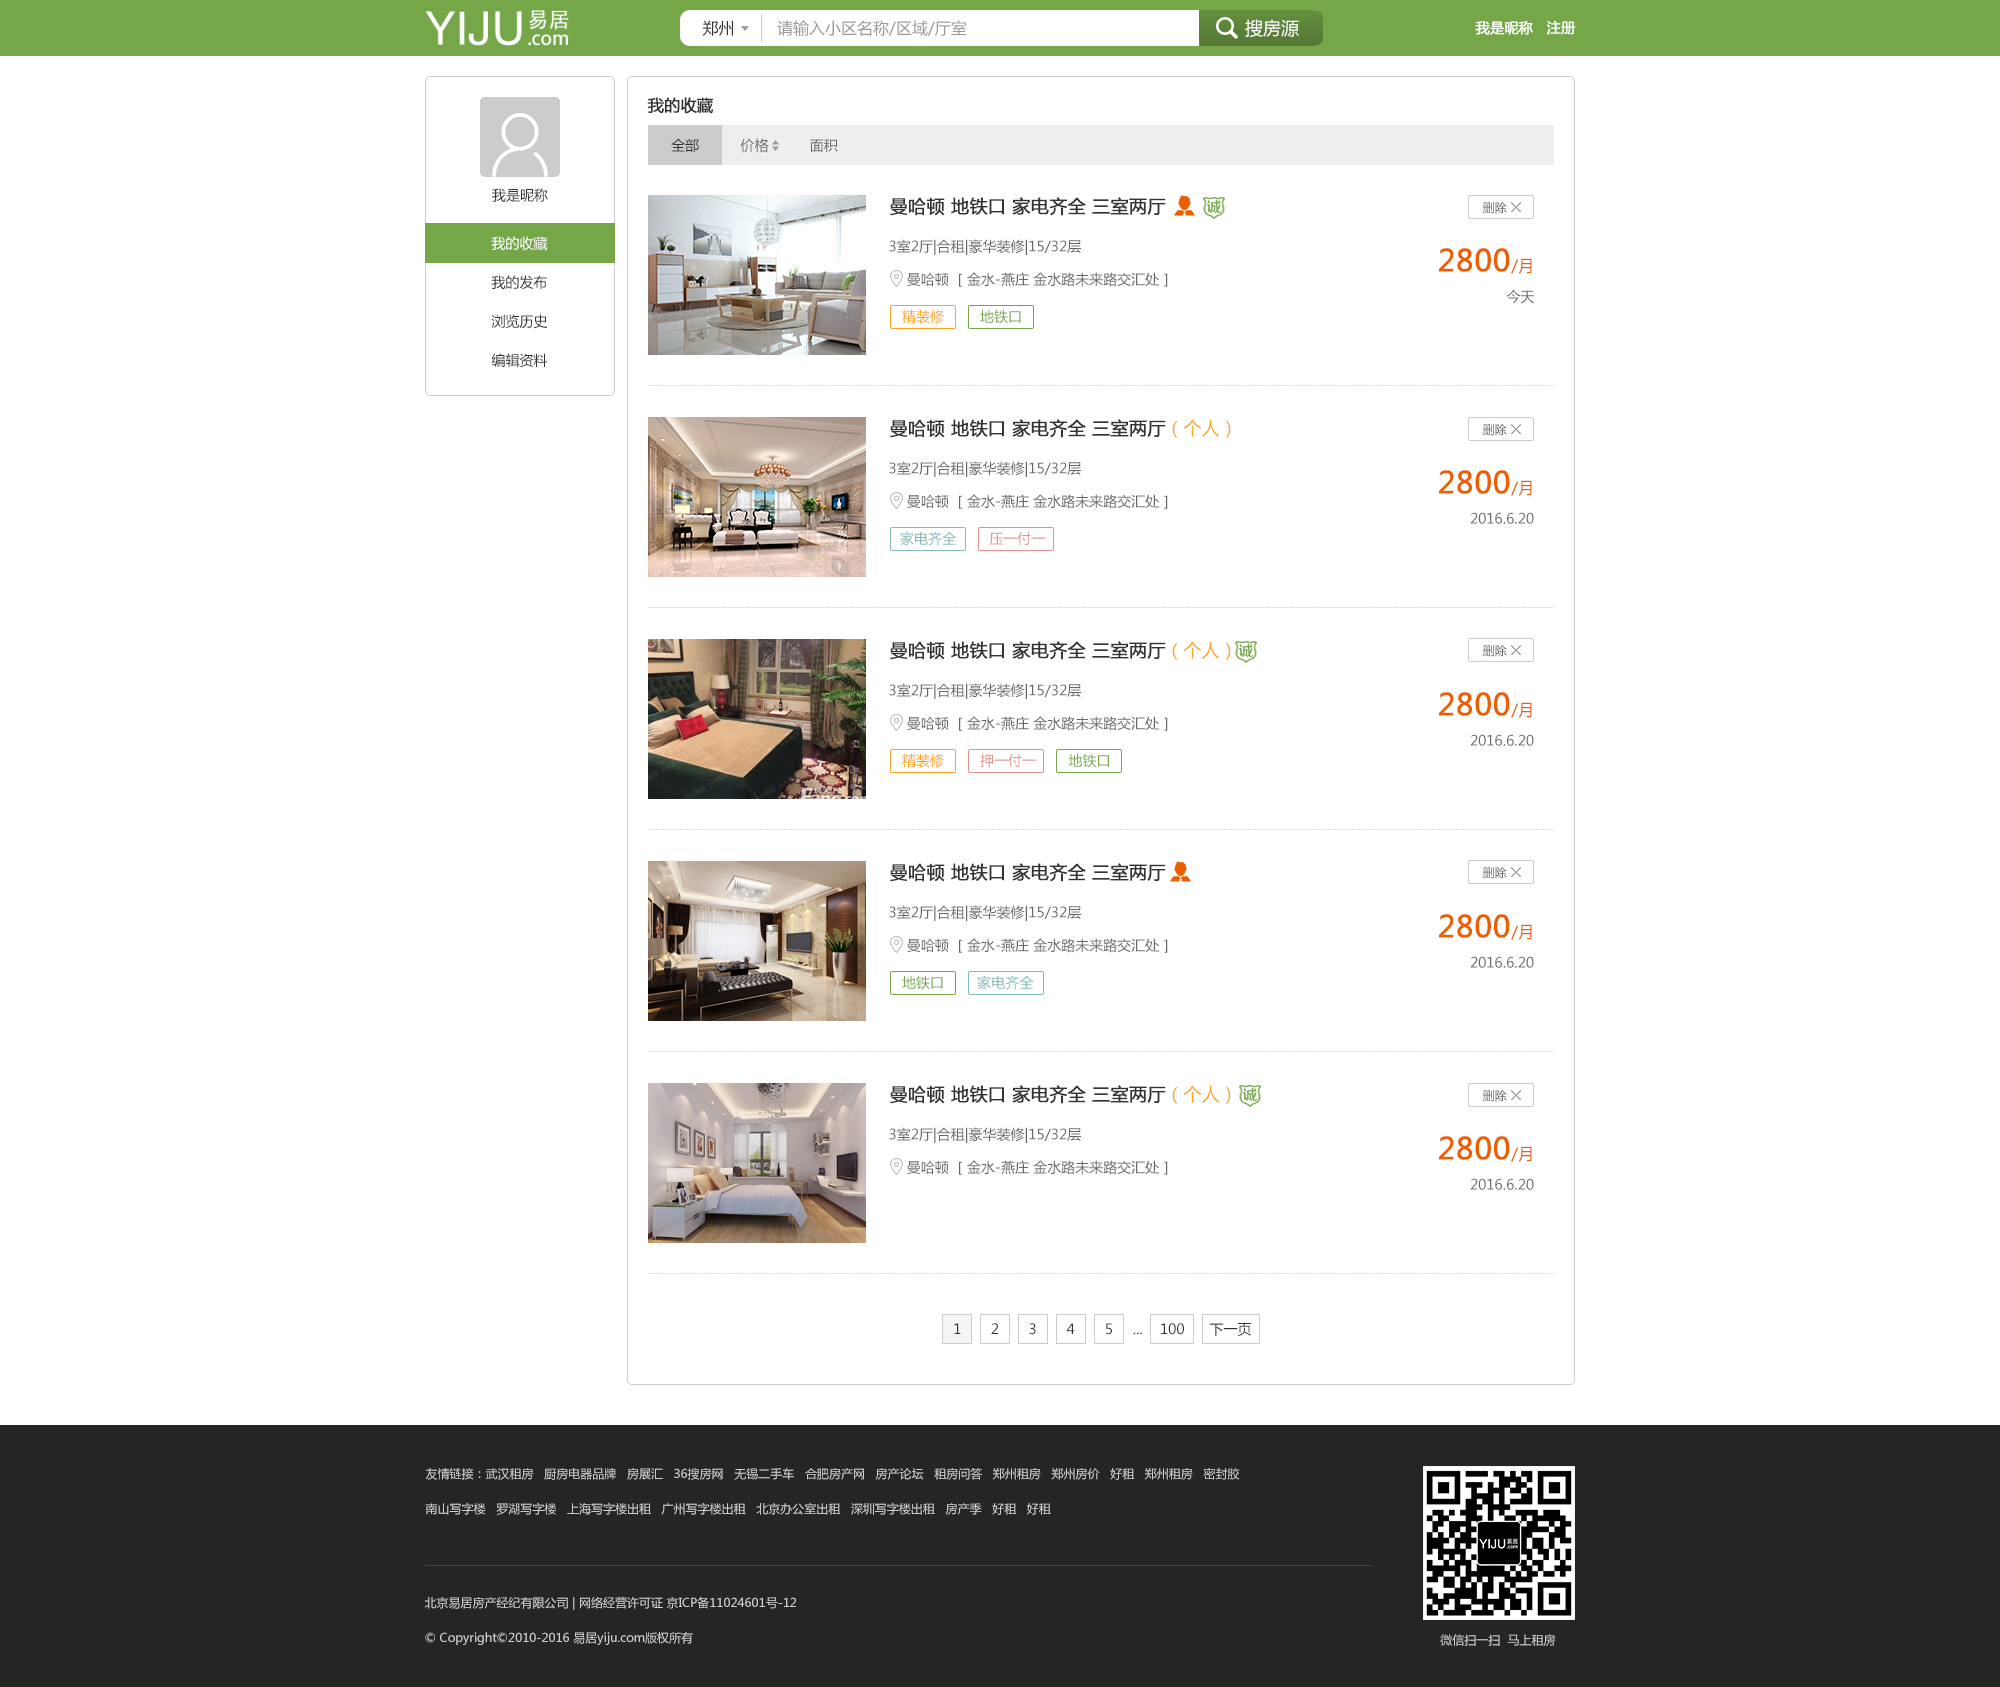 YIJU易居.com 郑州 请输入小区名称/区域/厅室 搜房源 我是昵称 注册
我是昵称
我的收藏
我的发布
浏览历史
编辑资料
我的收藏
全部 价格 面积
曼哈顿 地铁口 家电齐全 三室两厅 诚 删除
3室2厅|合租|豪华装修|15/32层
2800/月
曼哈顿 [ 金水-燕庄 金水路未来路交汇处 ]
今天
精装修 地铁口
曼哈顿 地铁口 家电齐全 三室两厅 ( 个人 ) 删除
3室2厅|合租|豪华装修|15/32层
2800/月
曼哈顿 [ 金水-燕庄 金水路未来路交汇处 ]
2016.6.20
家电齐全 压一付一
曼哈顿 地铁口 家电齐全 三室两厅 ( 个人 ) 诚 删除
3室2厅|合租|豪华装修|15/32层
2800/月
曼哈顿 [ 金水-燕庄 金水路未来路交汇处 ]
2016.6.20
精装修 押一付一 地铁口
曼哈顿 地铁口 家电齐全 三室两厅 删除
3室2厅|合租|豪华装修|15/32层
2800/月
曼哈顿 [ 金水-燕庄 金水路未来路交汇处 ]
2016.6.20
地铁口 家电齐全
曼哈顿 地铁口 家电齐全 三室两厅 ( 个人 ) 诚 删除
3室2厅|合租|豪华装修|15/32层
2800/月
曼哈顿 [ 金水-燕庄 金水路未来路交汇处 ]
2016.6.20
1 2 3 4 5 ... 100 下一页
友情链接：武汉租房 厨房电器品牌 房展汇 36搜房网 无锡二手车 合肥房产网 房产论坛 租房问答 郑州租房 郑州房价 好租 郑州租房 密封胶
南山写字楼 罗湖写字楼 上海写字楼出租 广州写字楼出租 北京办公室出租 深圳写字楼出租 房产季 好租 好租
YIJU易居.com
北京易居房产经纪有限公司 | 网络经营许可证 京ICP备11024601号-12
© Copyright©2010-2016 易居yiju.com版权所有
微信扫一扫 马上租房